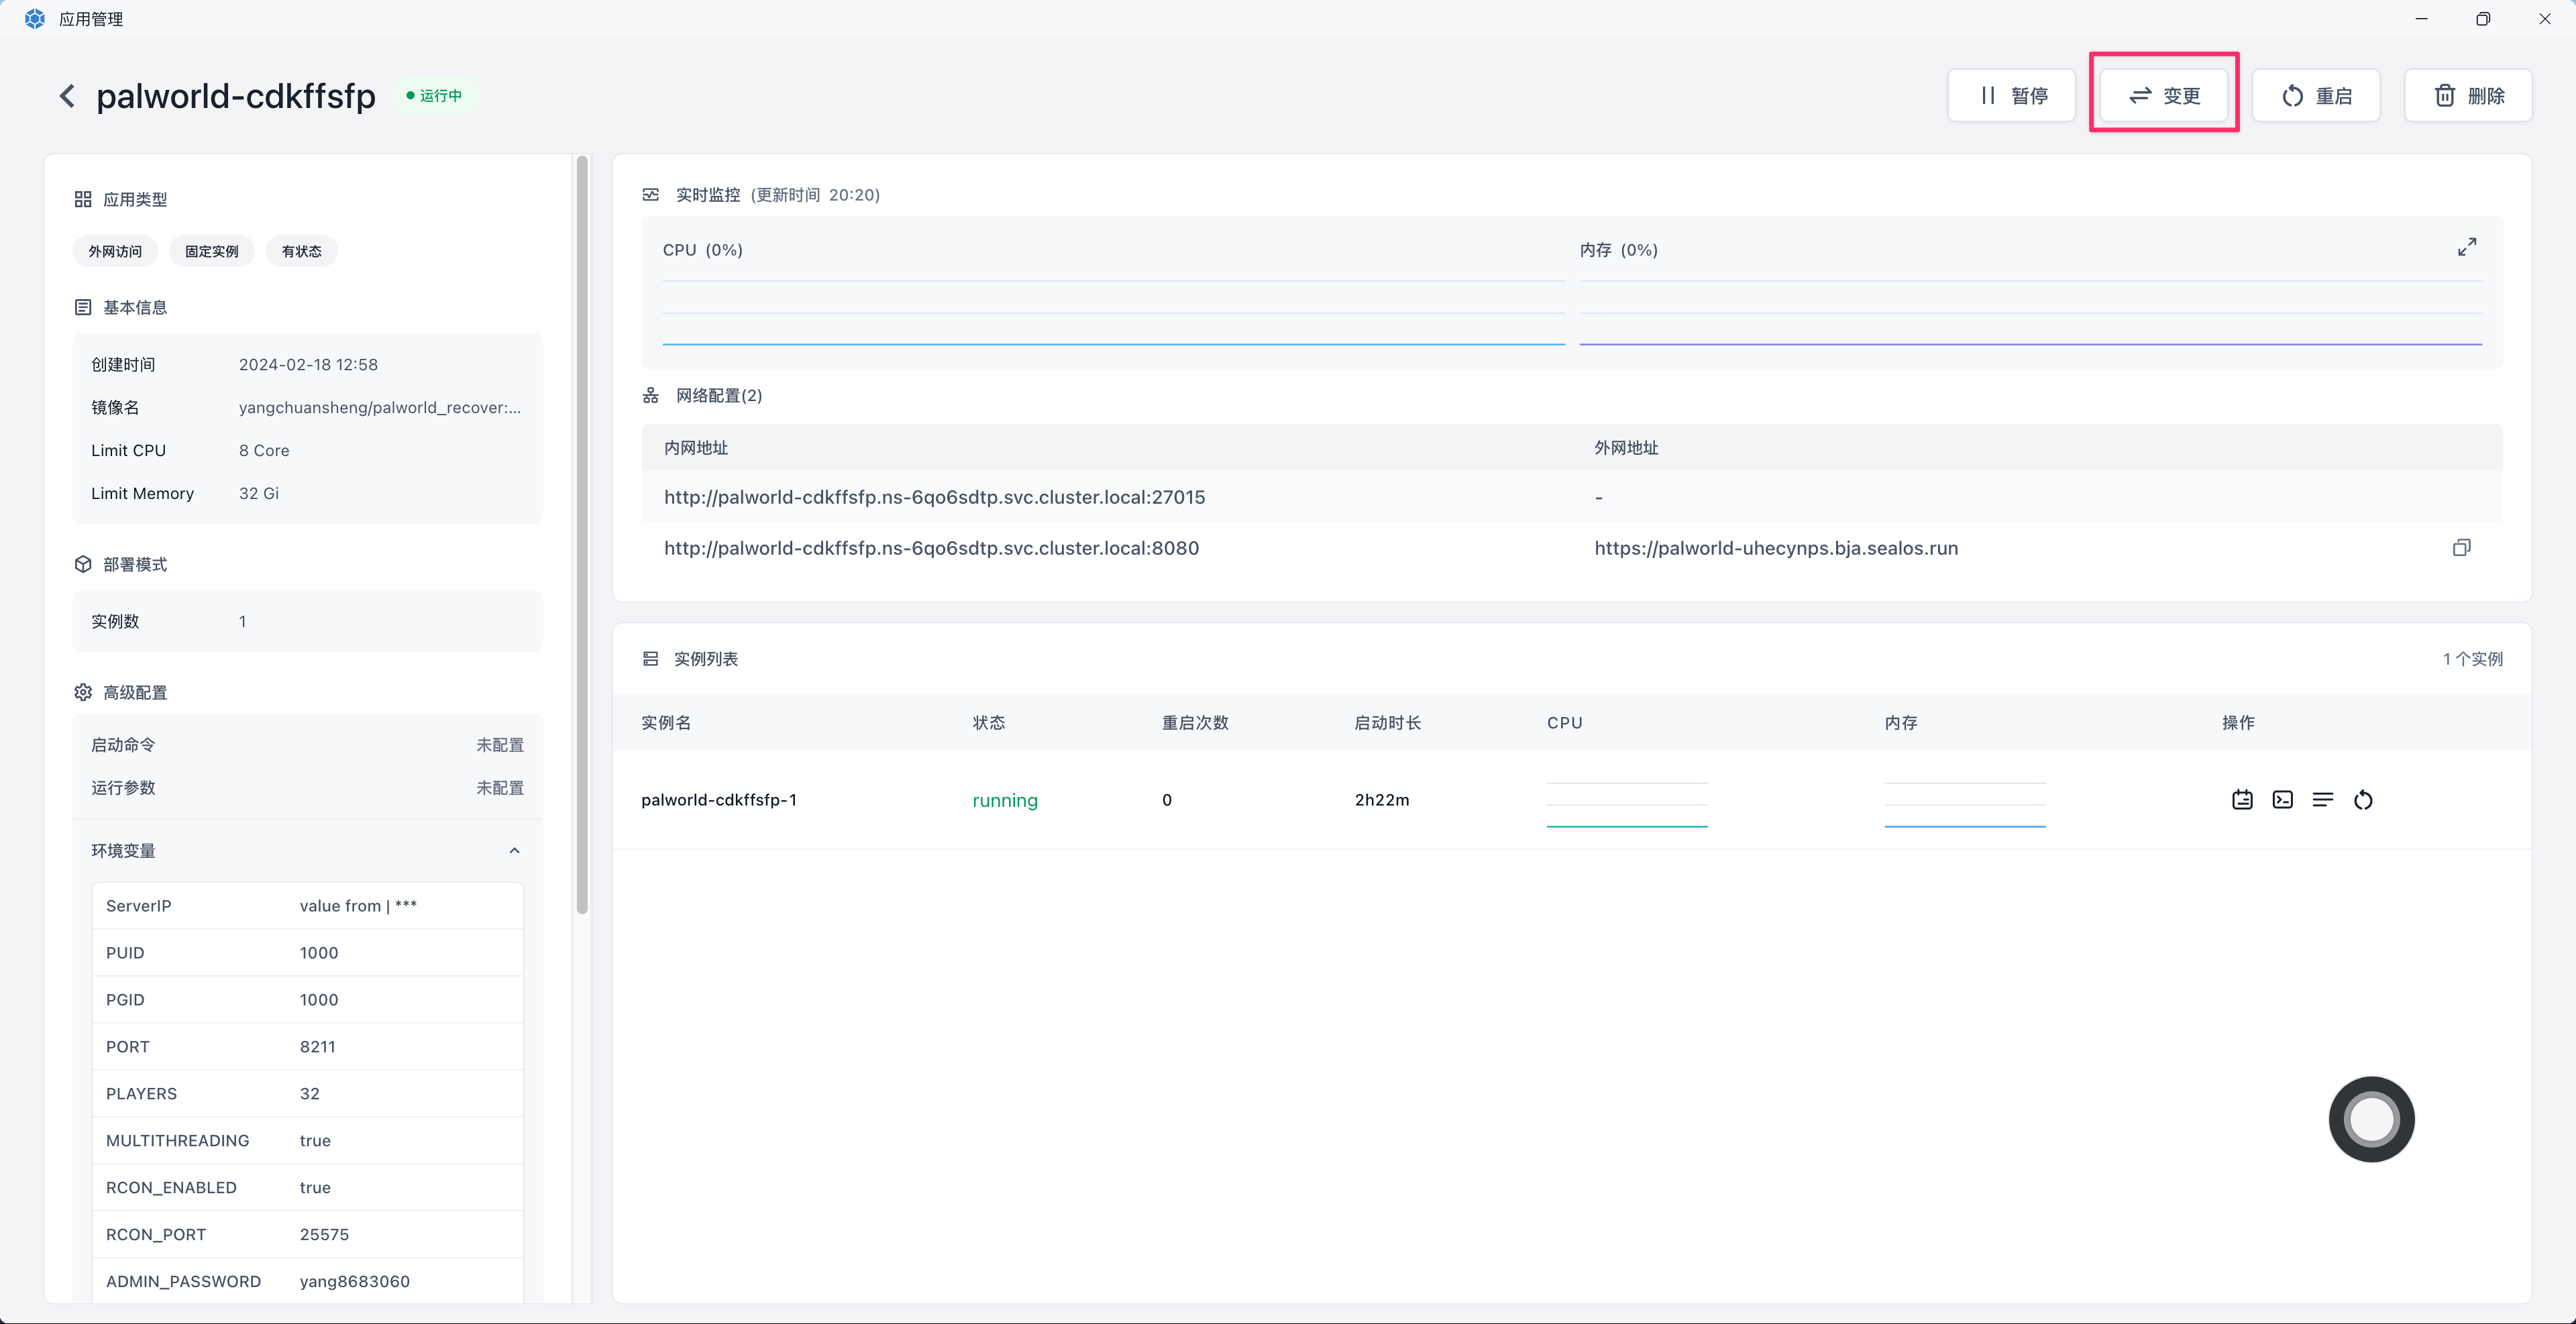 应用管理
palworld-cdkffsfp
运行中
暂停
变更
重启
删除
应用类型
外网访问
固定实例
有状态
基本信息
创建时间 2024-02-18 12:58
镜像名 yangchuansheng/palworld_recover:...
Limit CPU 8 Core
Limit Memory 32 Gi
部署模式
实例数 1
高级配置
启动命令 未配置
运行参数 未配置
环境变量
ServerIP value from | ***
PUID 1000
PGID 1000
PORT 8211
PLAYERS 32
MULTITHREADING true
RCON_ENABLED true
RCON_PORT 25575
ADMIN_PASSWORD yang8683060
实时监控 (更新时间 20:20)
CPU (0%)
内存 (0%)
网络配置(2)
内网地址 外网地址
http://palworld-cdkffsfp.ns-6qo6sdtp.svc.cluster.local:27015 -
http://palworld-cdkffsfp.ns-6qo6sdtp.svc.cluster.local:8080 https://palworld-uhecynps.bja.sealos.run
实例列表 1 个实例
实例名 状态 重启次数 启动时长 CPU 内存 操作
palworld-cdkffsfp-1 running 0 2h22m